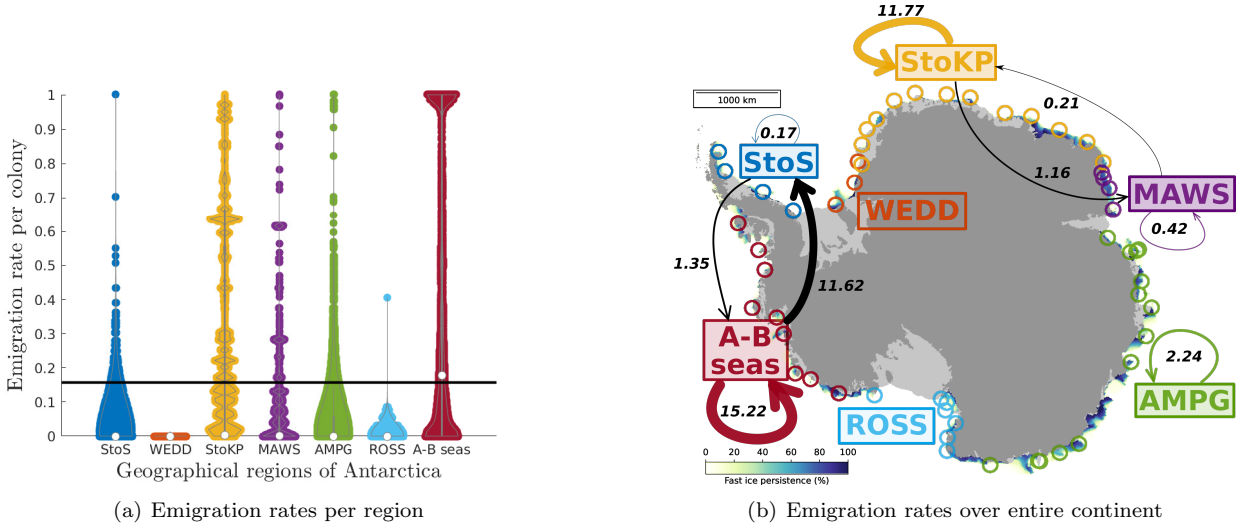 Emigration rate per colony
1
0.9
0.8
0.7
0.6
0.5
0.4
0.3
0.2
0.1
0
StoS WEDD StoKP MAWS AMPG ROSS A-B seas
Geographical regions of Antarctica
(a) Emigration rates per region
11.77
StoKP
1000 km
0.21
0.17
StoS
1.16
MAWS
WEDD
0.42
1.35
11.62
A-B
seas
2.24
AMPG
15.22
ROSS
0 20 40 60 80 100
Fast ice persistence (%)
(b) Emigration rates over entire continent